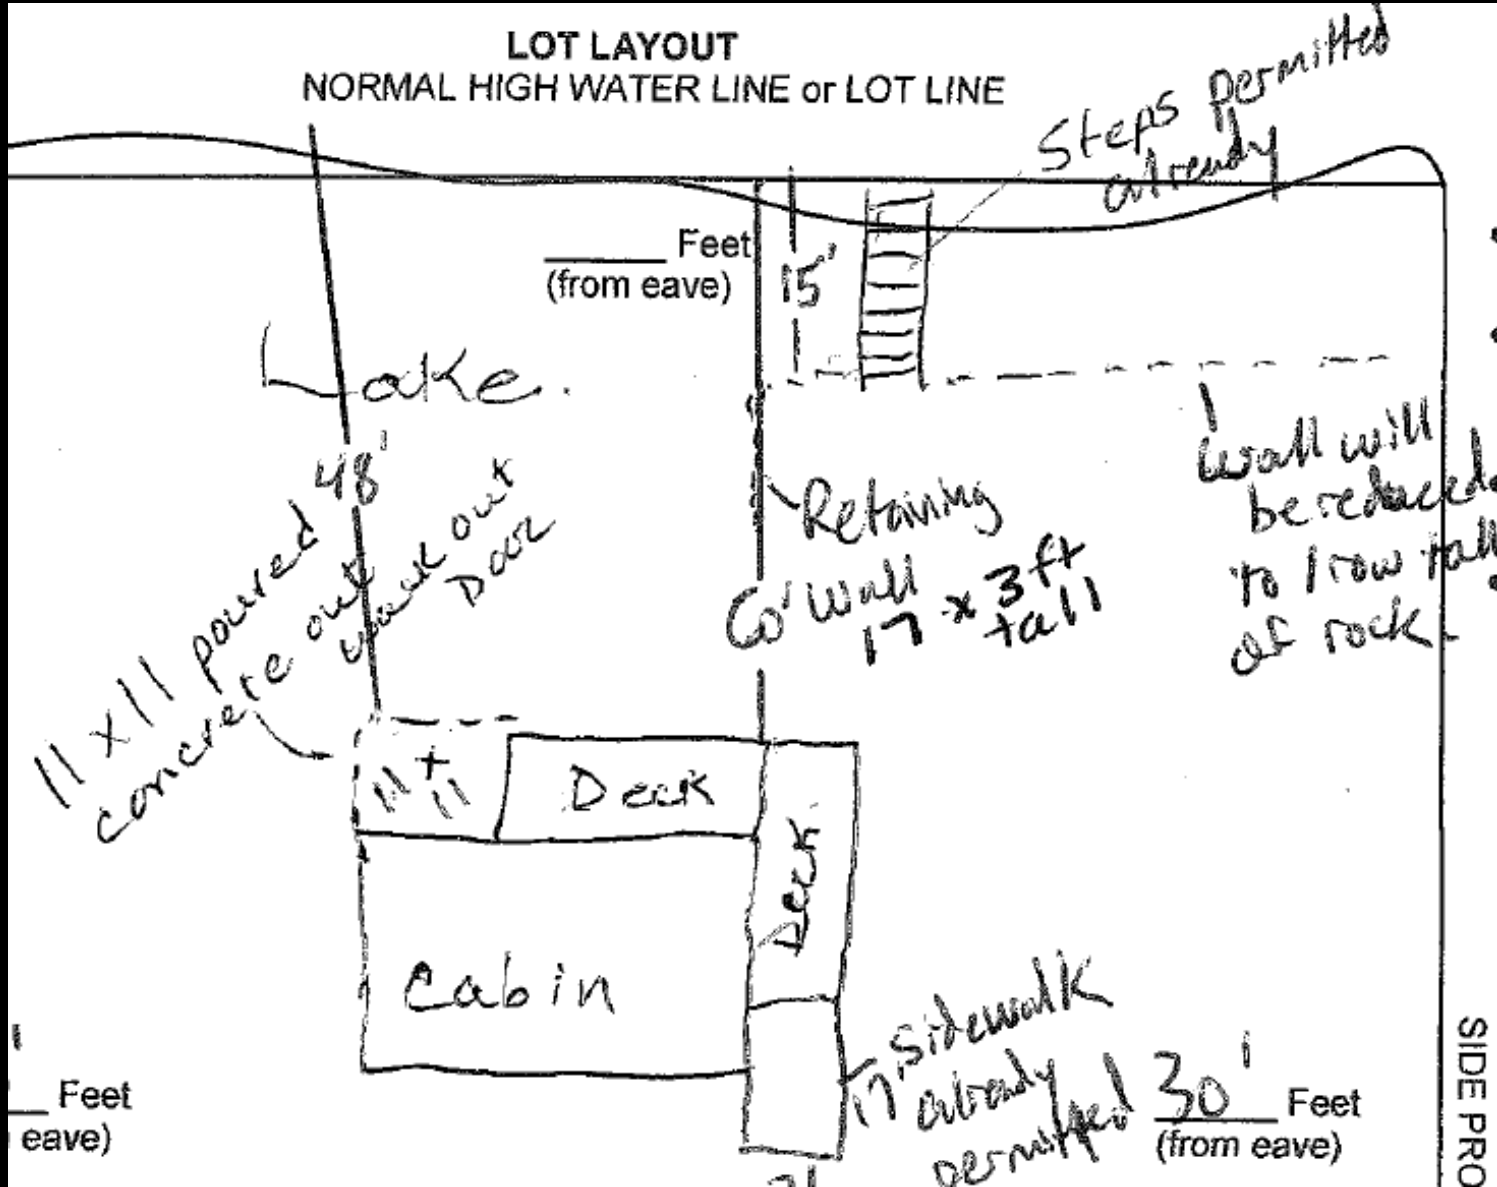 LOT LAYOUT
NORMAL HIGH WATER LINE or LOT LINE
Steps permitted
already
Feet
(from eave)
15'
Lake.
48'
11 x 11 poured
concrete out
walk out
Door
Retaining
Wall
17 x 3 ft
tall
wall will
be reduced
to 1 row tall
of rock.
11 x 11
Deck
Deck
Cabin
Sidewalk
already
permitted
30' Feet
(from eave)
Feet
eave)
SIDE PRO